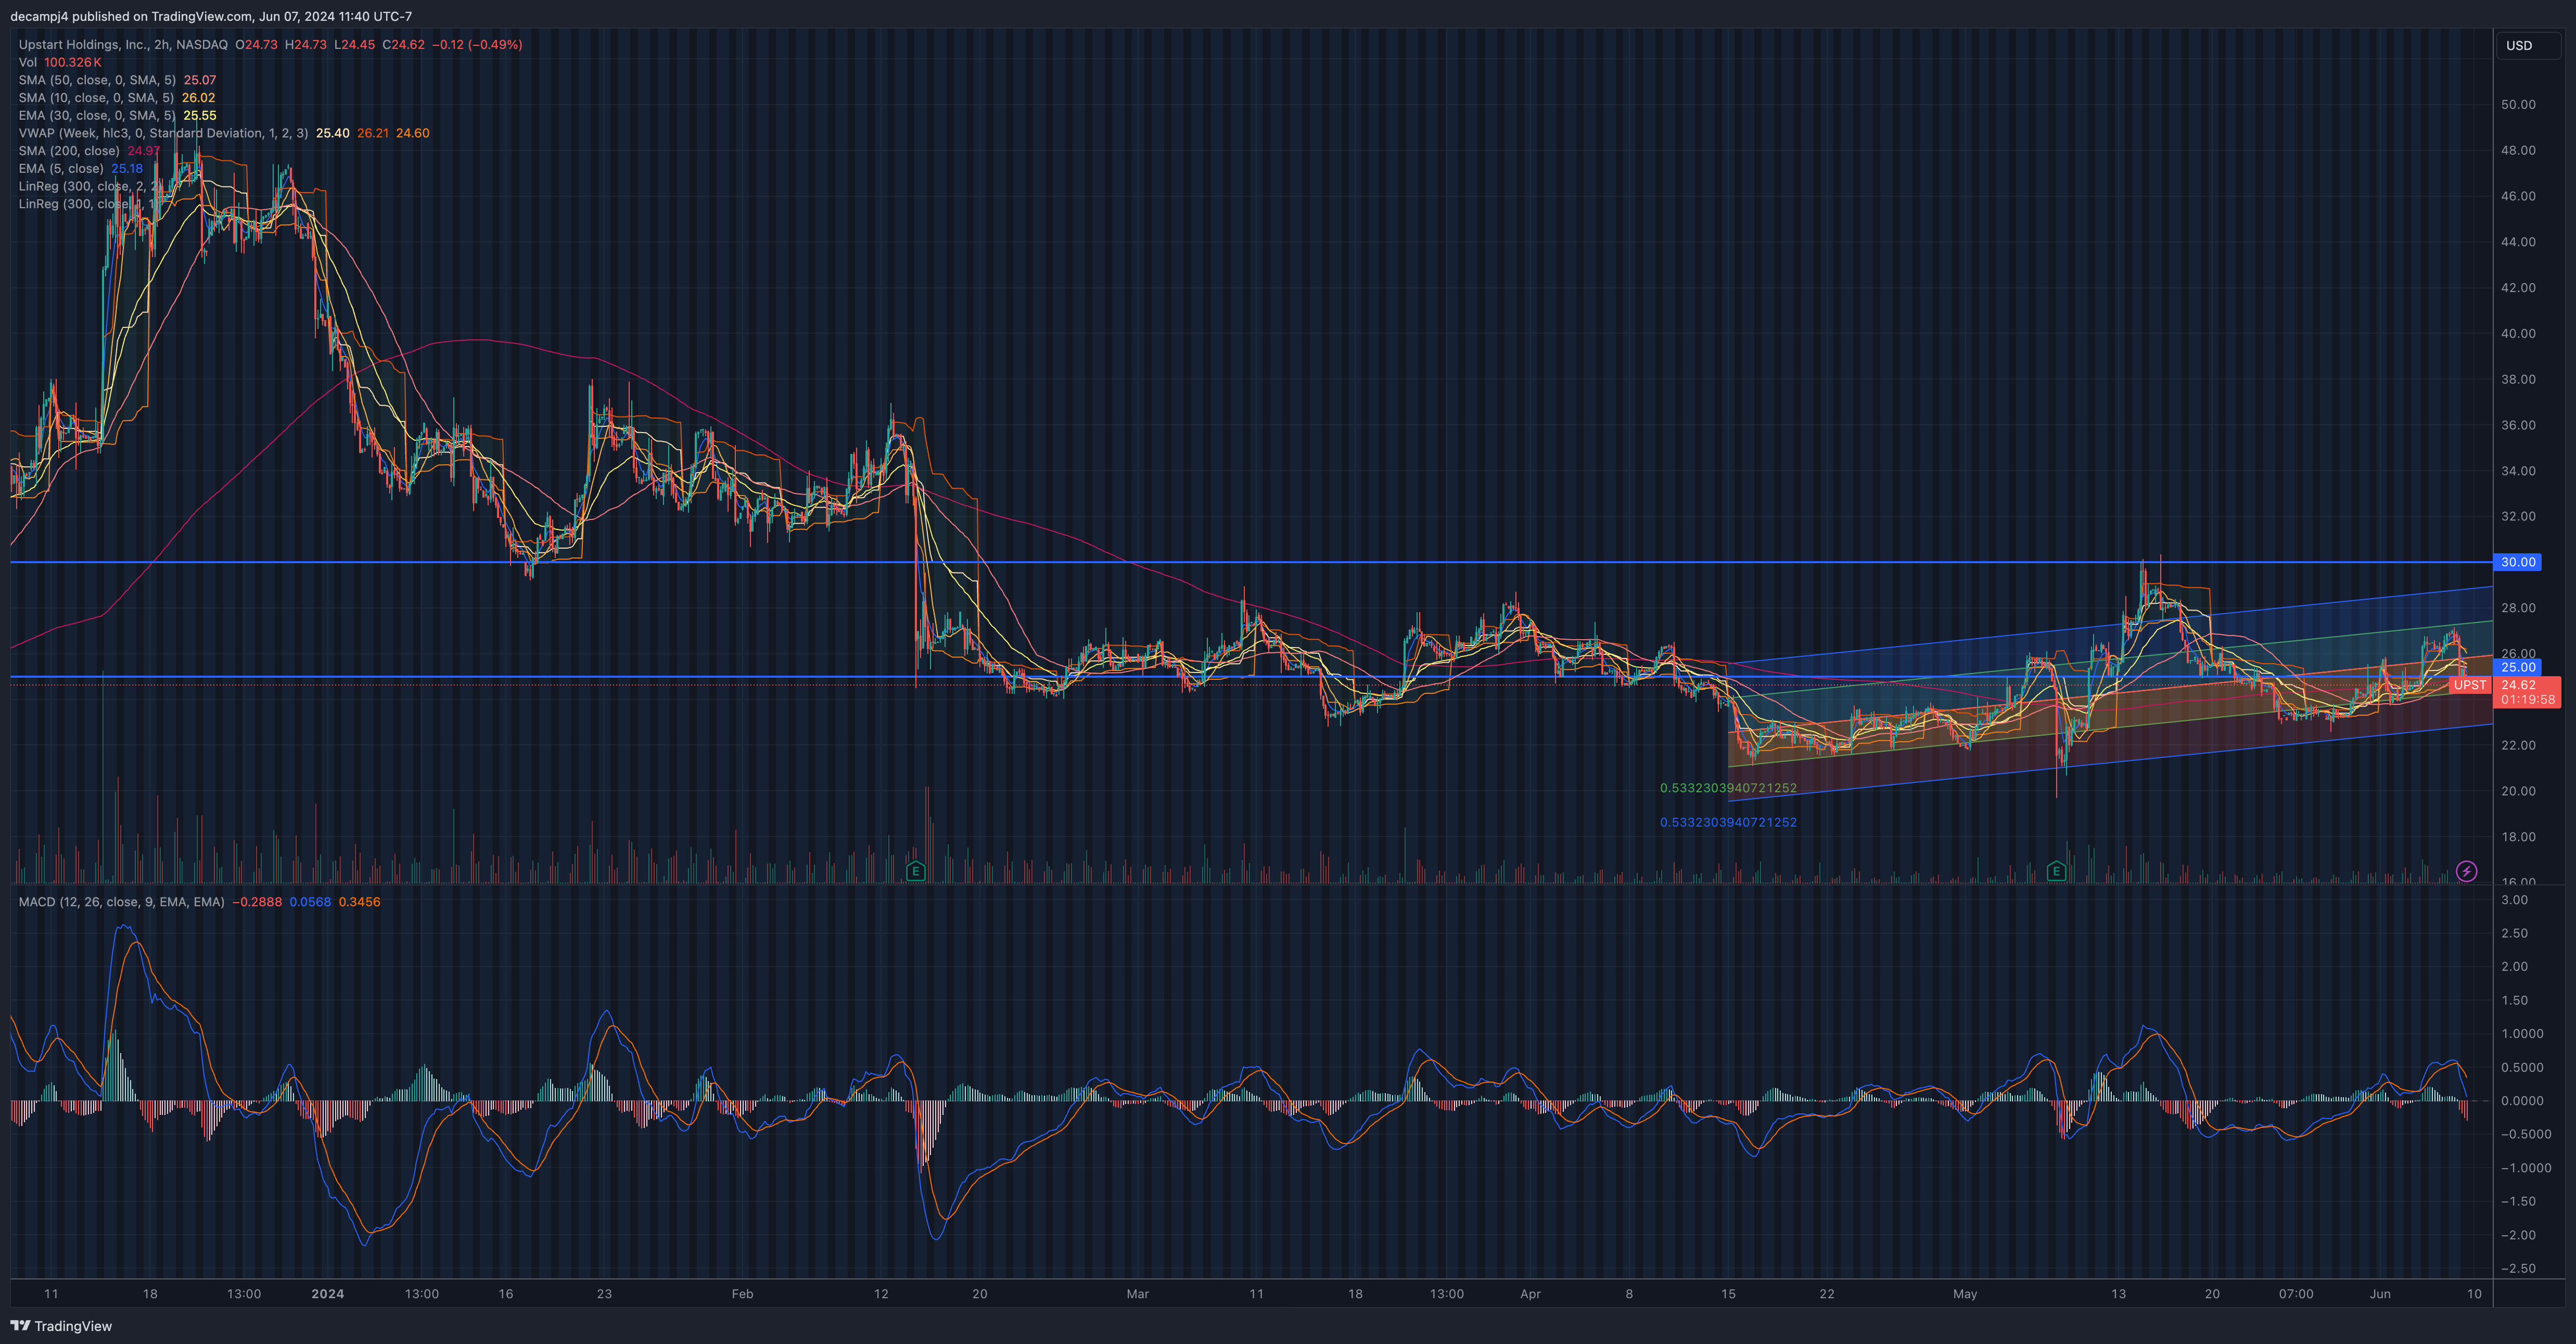 decampj4 published on TradingView.com, Jun 07, 2024 11:40 UTC-7
Upstart Holdings, Inc., 2h, NASDAQ O24.73 H24.73 L24.45 C24.62 −0.12 (−0.49%)
Vol 100.326K
SMA (50, close, 0, SMA, 5) 25.07
SMA (10, close, 0, SMA, 5) 26.02
EMA (30, close, 0, SMA, 5) 25.55
VWAP (Week, hlc3, 0, Standard Deviation, 1, 2, 3) 25.40 26.21 24.60
SMA (200, close) 24.97
EMA (5, close) 25.18
LinReg (300, close, 2, 2
LinReg (300, close, 1
USD
50.00
48.00
46.00
44.00
42.00
40.00
38.00
36.00
34.00
32.00
30.00
28.00
26.00
25.00
UPST 24.62
01:19:58
22.00
20.00
18.00
16.00
0.5332303940721252
0.5332303940721252
E
E
MACD (12, 26, close, 9, EMA, EMA) −0.2888 0.0568 0.3456
3.00
2.50
2.00
1.50
1.0000
0.5000
0.0000
−0.5000
−1.0000
−1.50
−2.00
−2.50
11 18 13:00 2024 13:00 16 23 Feb 12 20 Mar 11 18 13:00 Apr 8 15 22 May 13 20 07:00 Jun 10
TradingView